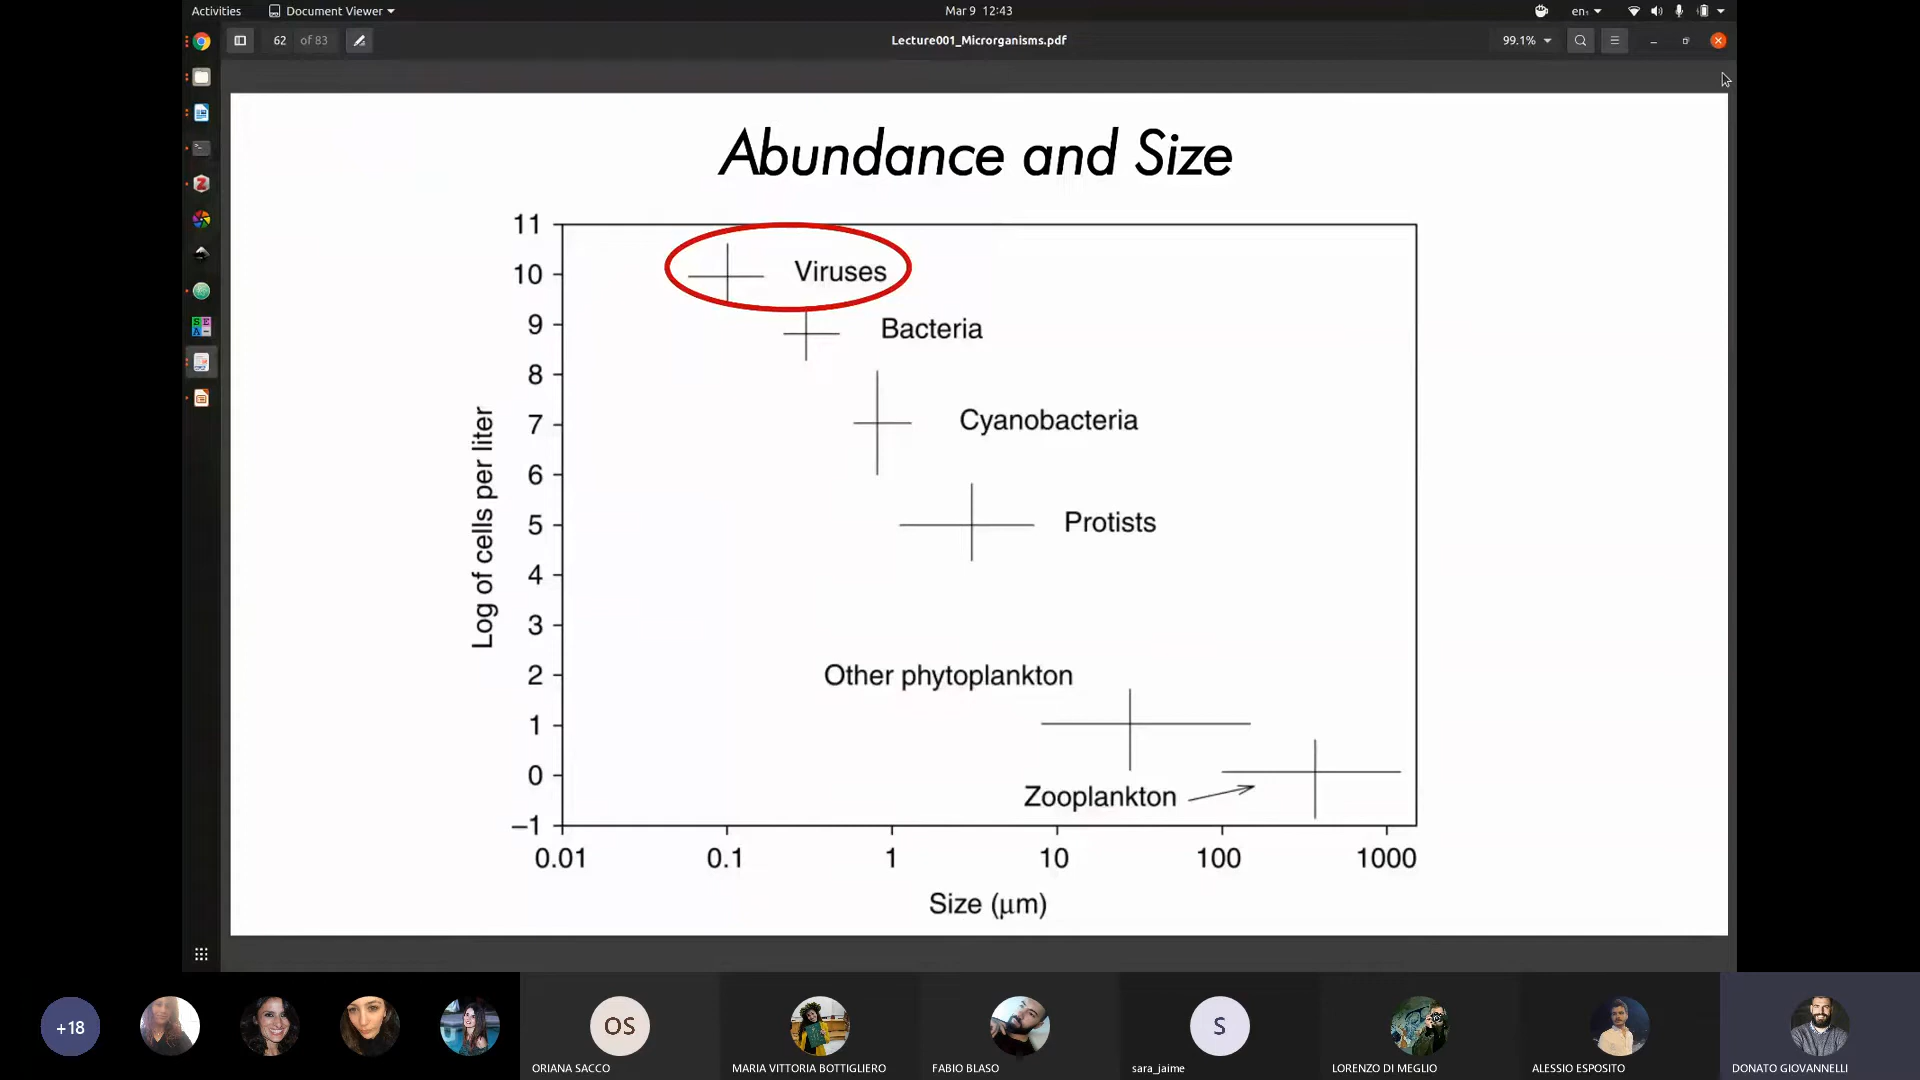 Activities
Document Viewer
Mar 9 12:43
en₁
62
of 83
Lecture001_Microrganisms.pdf
99.1%
Abundance and Size
11
10
9
8
7
6
5
4
3
2
1
0
–1
Log of cells per liter
Viruses
Bacteria
Cyanobacteria
Protists
Other phytoplankton
Zooplankton
0.01
0.1
1
10
100
1000
Size (μm)
+18
OS
S
ORIANA SACCO
MARIA VITTORIA BOTTIGLIERO
FABIO BLASO
sara_jaime
LORENZO DI MEGLIO
ALESSIO ESPOSITO
DONATO GIOVANNELLI